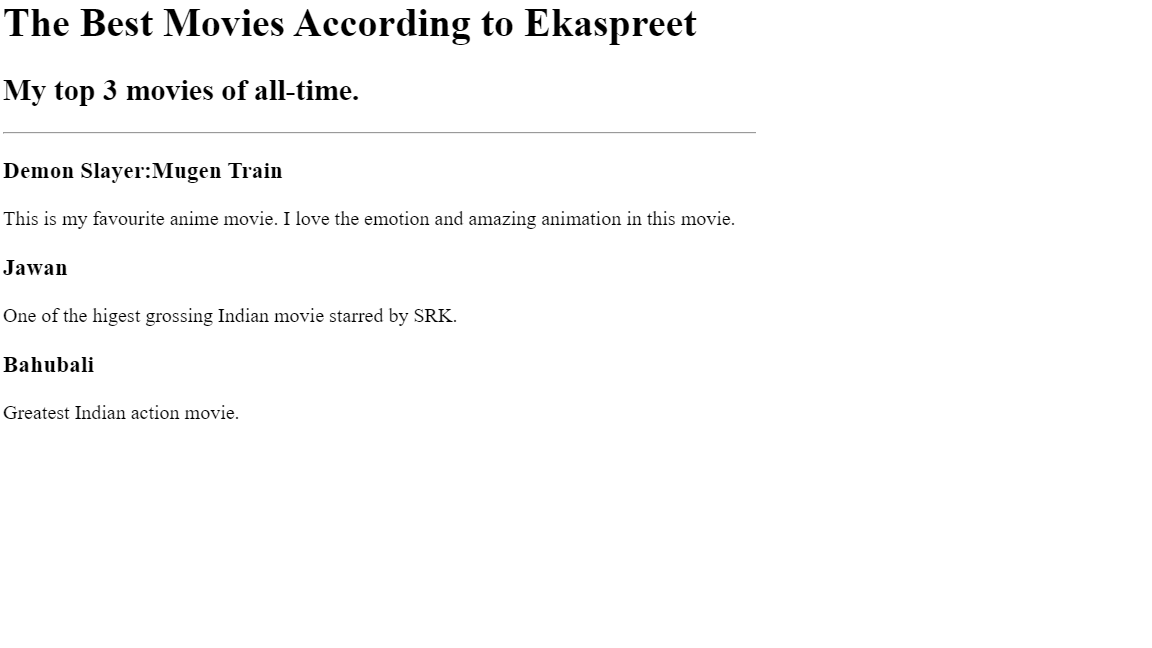 The Best Movies According to Ekaspreet
My top 3 movies of all-time.
Demon Slayer:Mugen Train
This is my favourite anime movie. I love the emotion and amazing animation in this movie.
Jawan
One of the higest grossing Indian movie starred by SRK.
Bahubali
Greatest Indian action movie.